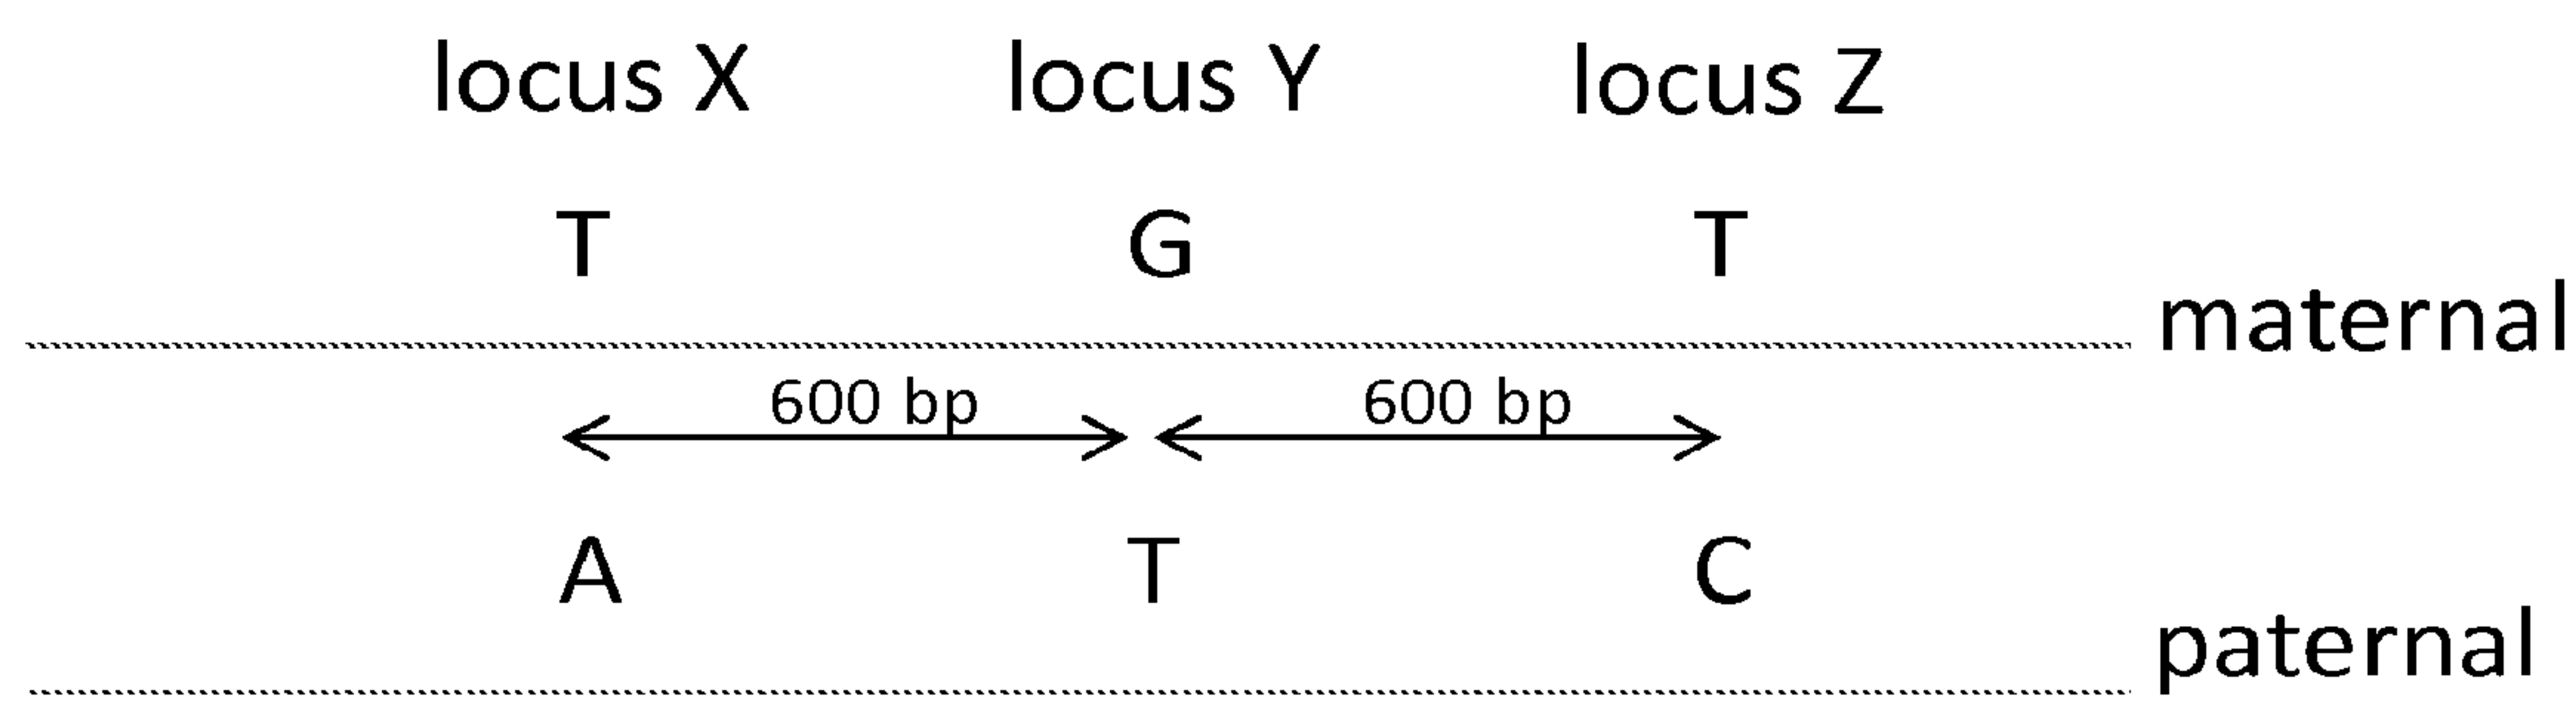 locus X locus Y locus Z
T G T
maternal
600 bp 600 bp
A T C
paternal